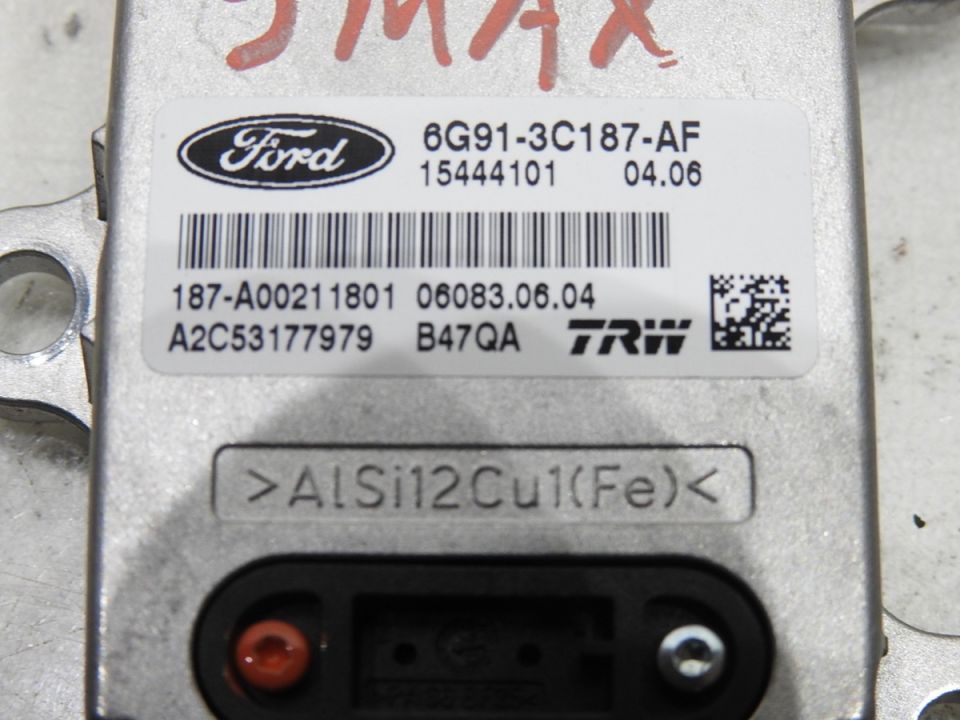 SMAX
Ford 6G91-3C187-AF
15444101 04.06
187-A00211801 06083.06.04
A2C53177979 B47QA TRW
>AlSi12Cu1(Fe)<